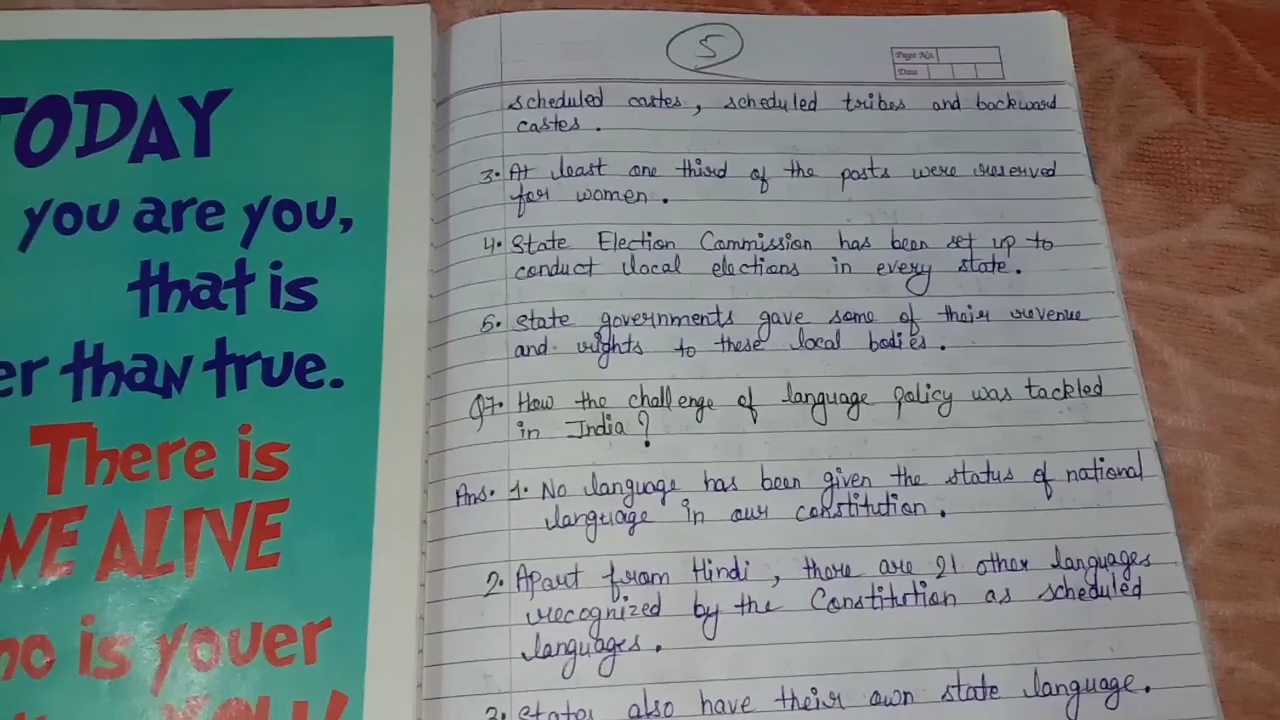 TODAY
you are you,
that is
er than true.
There is
VE ALIVE
ho is youer
YOU!
5
Page No.
Date
scheduled castes, scheduled tribes and backward
castes.
3. At least one third of the posts were reserved
for women.
4. State Election Commission has been set up to
conduct local elections in every state.
5. State governments gave some of their revenue
and rights to these local bodies.
Q7. How the challenge of language policy was tackled
in India?
Ans. 1. No language has been given the status of national
language in our constitution.
2. Apart from Hindi, there are 21 other languages
recognized by the Constitution as scheduled
languages.
3. States also have their own state language.